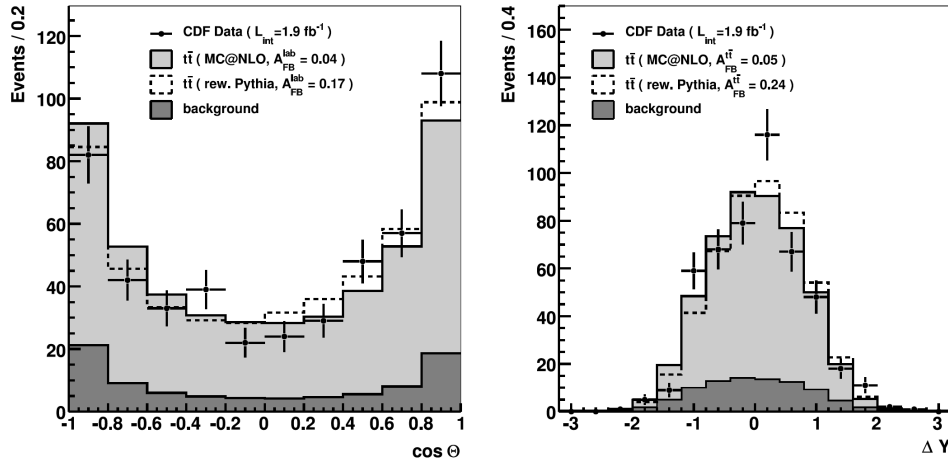 Events / 0.2
120
100
80
60
40
20
0
CDF Data ( L_int=1.9 fb⁻¹)
tt̄ ( MC@NLO, A_FB^lab = 0.04 )
tt̄ ( rew. Pythia, A_FB^lab = 0.17 )
background
-1 -0.8 -0.6 -0.4 -0.2 0 0.2 0.4 0.6 0.8 1
cos Θ
Events / 0.4
160
140
120
100
80
60
40
20
0
CDF Data ( L_int=1.9 fb⁻¹)
tt̄ ( MC@NLO, A_FB^tt̄ = 0.05 )
tt̄ ( rew. Pythia, A_FB^tt̄ = 0.24 )
background
-3 -2 -1 0 1 2 3
Δ Y